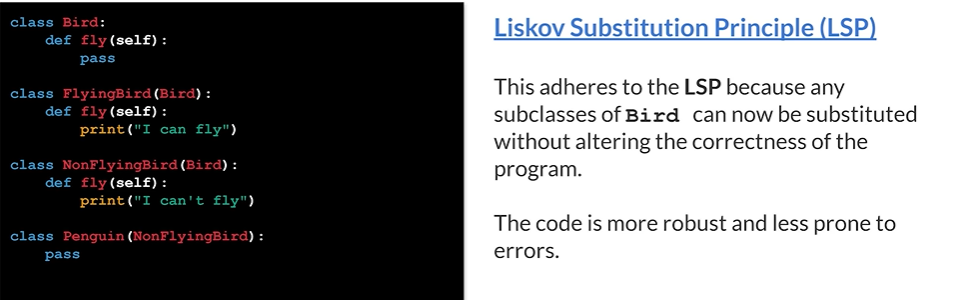 class Bird:
    def fly(self):
        pass
class FlyingBird(Bird):
    def fly(self):
        print("I can fly")
class NonFlyingBird(Bird):
    def fly(self):
        print("I can't fly")
class Penguin(NonFlyingBird):
    pass
Liskov Substitution Principle (LSP)
This adheres to the LSP because any
subclasses of Bird can now be substituted
without altering the correctness of the
program.
The code is more robust and less prone to
errors.